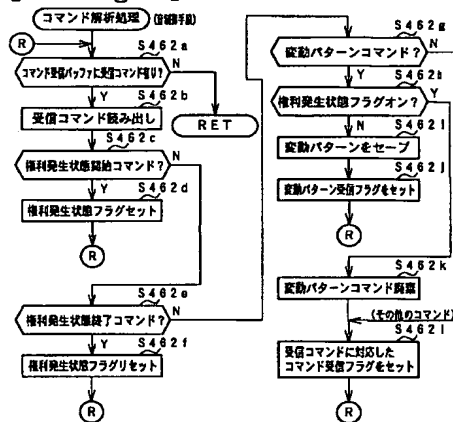 コマンド解析処理 (音制御手段)
R
S462a
コマンド受信バッファに受信コマンド有り? N
Y
S462b
受信コマンド読み出し
RET
S462c
権利発生状態開始コマンド? N
Y
S462d
権利発生状態フラグセット
R
S462e
権利発生状態終了コマンド? N
Y
S462f
権利発生状態フラグリセット
R
S462g
変動パターンコマンド? N
Y
S462h
権利発生状態フラグオン? Y
N
S462i
変動パターンをセーブ
S462j
変動パターン受信フラグをセット
R
S462k
変動パターンコマンド廃棄
(その他のコマンド)
S462l
受信コマンドに対応した
コマンド受信フラグをセット
R